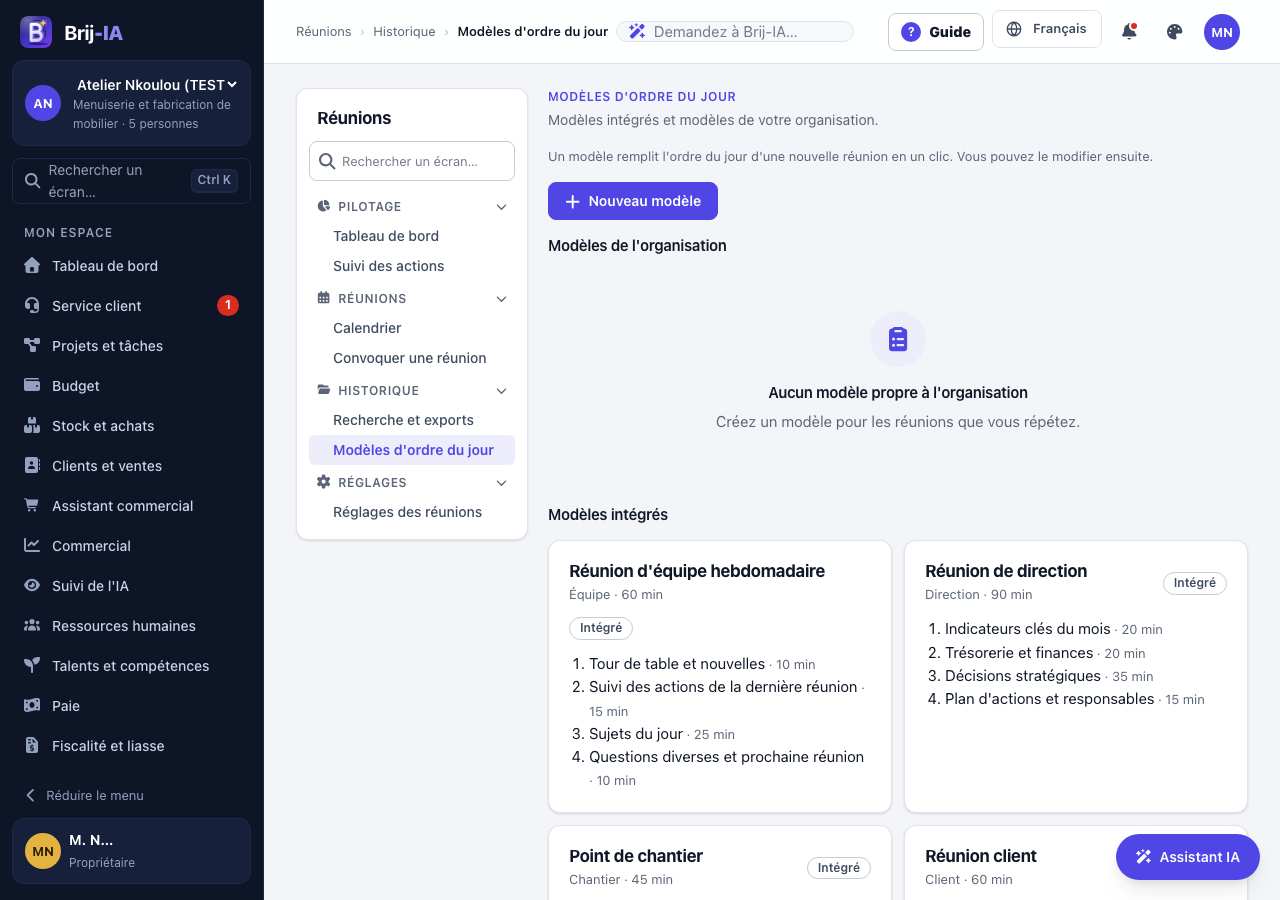 Brij-IA
AN
Atelier Nkoulou (TEST
Menuiserie et fabrication de
mobilier · 5 personnes
Rechercher un
écran...
Ctrl K
MON ESPACE
Tableau de bord
Service client
1
Projets et tâches
Budget
Stock et achats
Clients et ventes
Assistant commercial
Commercial
Suivi de l'IA
Ressources humaines
Talents et compétences
Paie
Fiscalité et liasse
Réduire le menu
MN
M. N...
Propriétaire
Réunions › Historique › Modèles d'ordre du jour
Demandez à Brij-IA...
? Guide
Français
MN
Réunions
Rechercher un écran...
PILOTAGE
Tableau de bord
Suivi des actions
RÉUNIONS
Calendrier
Convoquer une réunion
HISTORIQUE
Recherche et exports
Modèles d'ordre du jour
RÉGLAGES
Réglages des réunions
MODÈLES D'ORDRE DU JOUR
Modèles intégrés et modèles de votre organisation.
Un modèle remplit l'ordre du jour d'une nouvelle réunion en un clic. Vous pouvez le modifier ensuite.
Nouveau modèle
Modèles de l'organisation
Aucun modèle propre à l'organisation
Créez un modèle pour les réunions que vous répétez.
Modèles intégrés
Réunion d'équipe hebdomadaire
Équipe · 60 min
Intégré
1. Tour de table et nouvelles · 10 min
2. Suivi des actions de la dernière réunion ·
15 min
3. Sujets du jour · 25 min
4. Questions diverses et prochaine réunion
· 10 min
Réunion de direction
Direction · 90 min
Intégré
1. Indicateurs clés du mois · 20 min
2. Trésorerie et finances · 20 min
3. Décisions stratégiques · 35 min
4. Plan d'actions et responsables · 15 min
Point de chantier
Chantier · 45 min
Intégré
Réunion client
Client · 60 min
Assistant IA